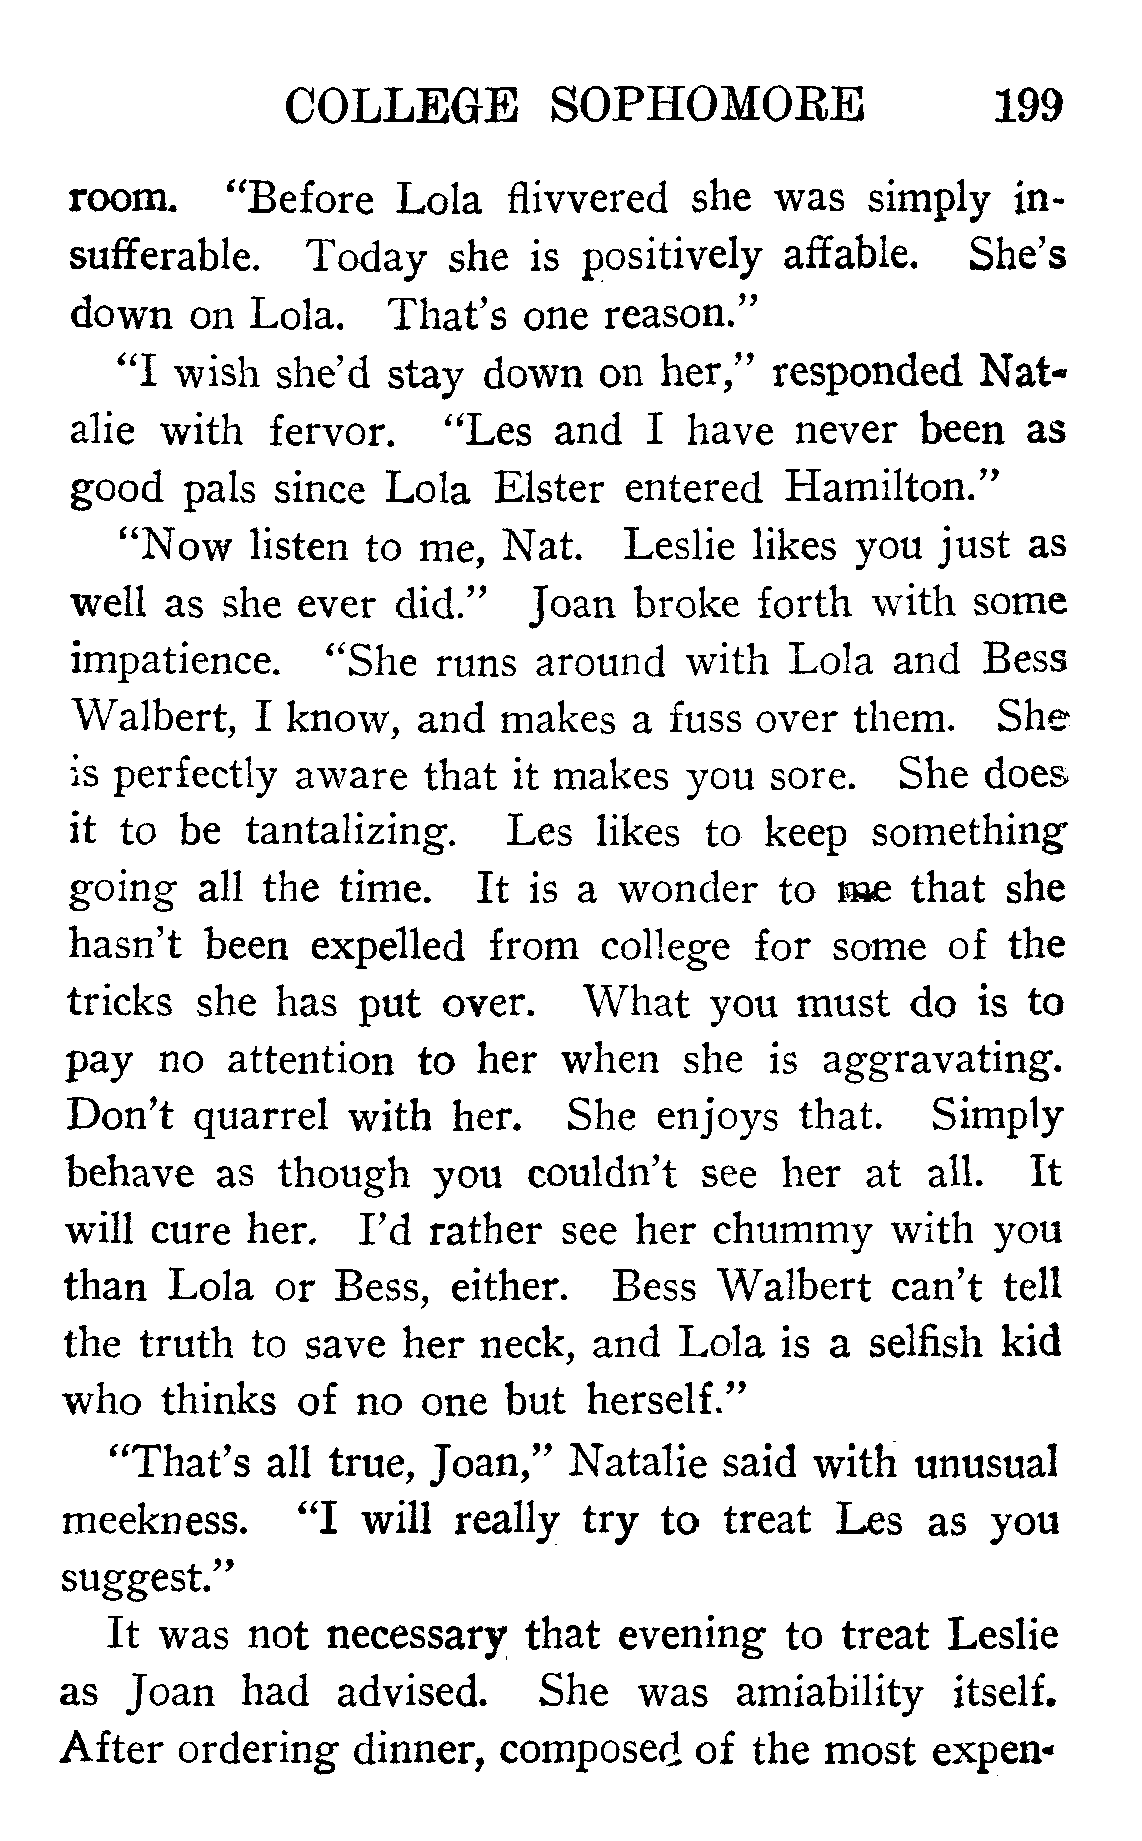 COLLEGE SOPHOMORE 199
room. “Before Lola flivvered she was simply in-
sufferable. Today she is positively affable. She’s
down on Lola. That’s one reason.”
“I wish she’d stay down on her,” responded Nat-
alie with fervor. “Les and I have never been as
good pals since Lola Elster entered Hamilton.”
“Now listen to me, Nat. Leslie likes you just as
well as she ever did.” Joan broke forth with some
impatience. “She runs around with Lola and Bess
Walbert, I know, and makes a fuss over them. She
is perfectly aware that it makes you sore. She does
it to be tantalizing. Les likes to keep something
going all the time. It is a wonder to me that she
hasn’t been expelled from college for some of the
tricks she has put over. What you must do is to
pay no attention to her when she is aggravating.
Don’t quarrel with her. She enjoys that. Simply
behave as though you couldn’t see her at all. It
will cure her. I’d rather see her chummy with you
than Lola or Bess, either. Bess Walbert can’t tell
the truth to save her neck, and Lola is a selfish kid
who thinks of no one but herself.”
“That’s all true, Joan,” Natalie said with unusual
meekness. “I will really try to treat Les as you
suggest.”
It was not necessary that evening to treat Leslie
as Joan had advised. She was amiability itself.
After ordering dinner, composed of the most expen-